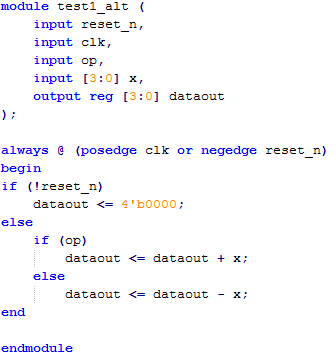 module test1_alt (
    input reset_n,
    input clk,
    input op,
    input [3:0] x,
    output reg [3:0] dataout
);

always @ (posedge clk or negedge reset_n)
begin
if (!reset_n)
    dataout <= 4'b0000;
else
    if (op)
        dataout <= dataout + x;
    else
        dataout <= dataout - x;
end

endmodule